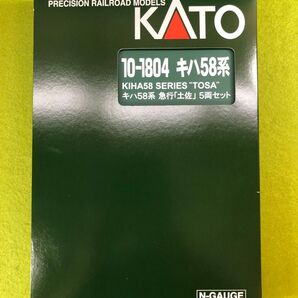 PRECISION RAILROAD MODELS
KATO
10-1804 キハ58系
KIHA58 SERIES "TOSA"
キハ58系 急行「土佐」5両セット
N-GAUGE